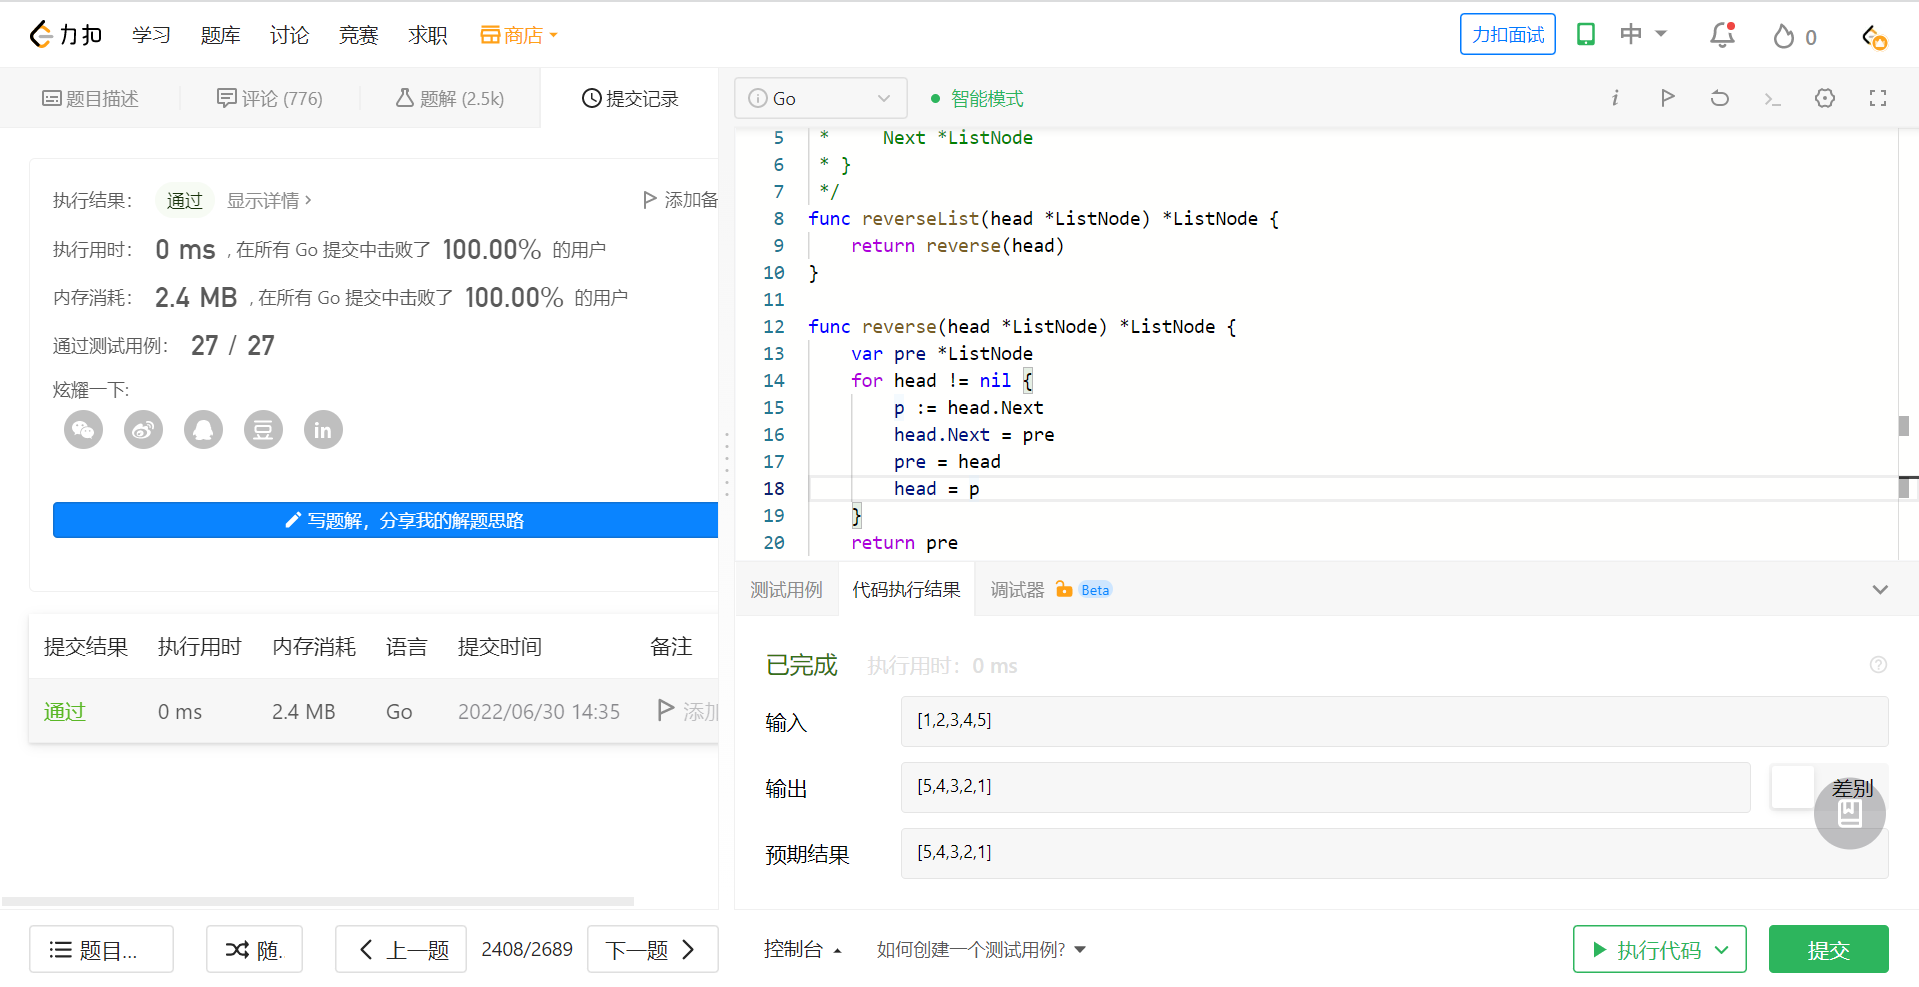 力扣 学习 题库 讨论 竞赛 求职 商店 力扣面试 中 0
题目描述 评论 (776) 题解 (2.5k) 提交记录
执行结果： 通过 显示详情 › 添加备
执行用时： 0 ms , 在所有 Go 提交中击败了 100.00% 的用户
内存消耗： 2.4 MB , 在所有 Go 提交中击败了 100.00% 的用户
通过测试用例： 27 / 27
炫耀一下:
豆 in
写题解，分享我的解题思路
提交结果 执行用时 内存消耗 语言 提交时间 备注
通过 0 ms 2.4 MB Go 2022/06/30 14:35 添加
题目... 随. 上一题 2408/2689 下一题
Go 智能模式
5 *     Next *ListNode
6 * }
7 */
8 func reverseList(head *ListNode) *ListNode {
9     return reverse(head)
10 }
11
12 func reverse(head *ListNode) *ListNode {
13     var pre *ListNode
14     for head != nil {
15         p := head.Next
16         head.Next = pre
17         pre = head
18         head = p
19     }
20     return pre
测试用例 代码执行结果 调试器 Beta
已完成 执行用时：0 ms
输入 [1,2,3,4,5]
输出 [5,4,3,2,1] 差别
预期结果 [5,4,3,2,1]
控制台 如何创建一个测试用例? 执行代码 提交